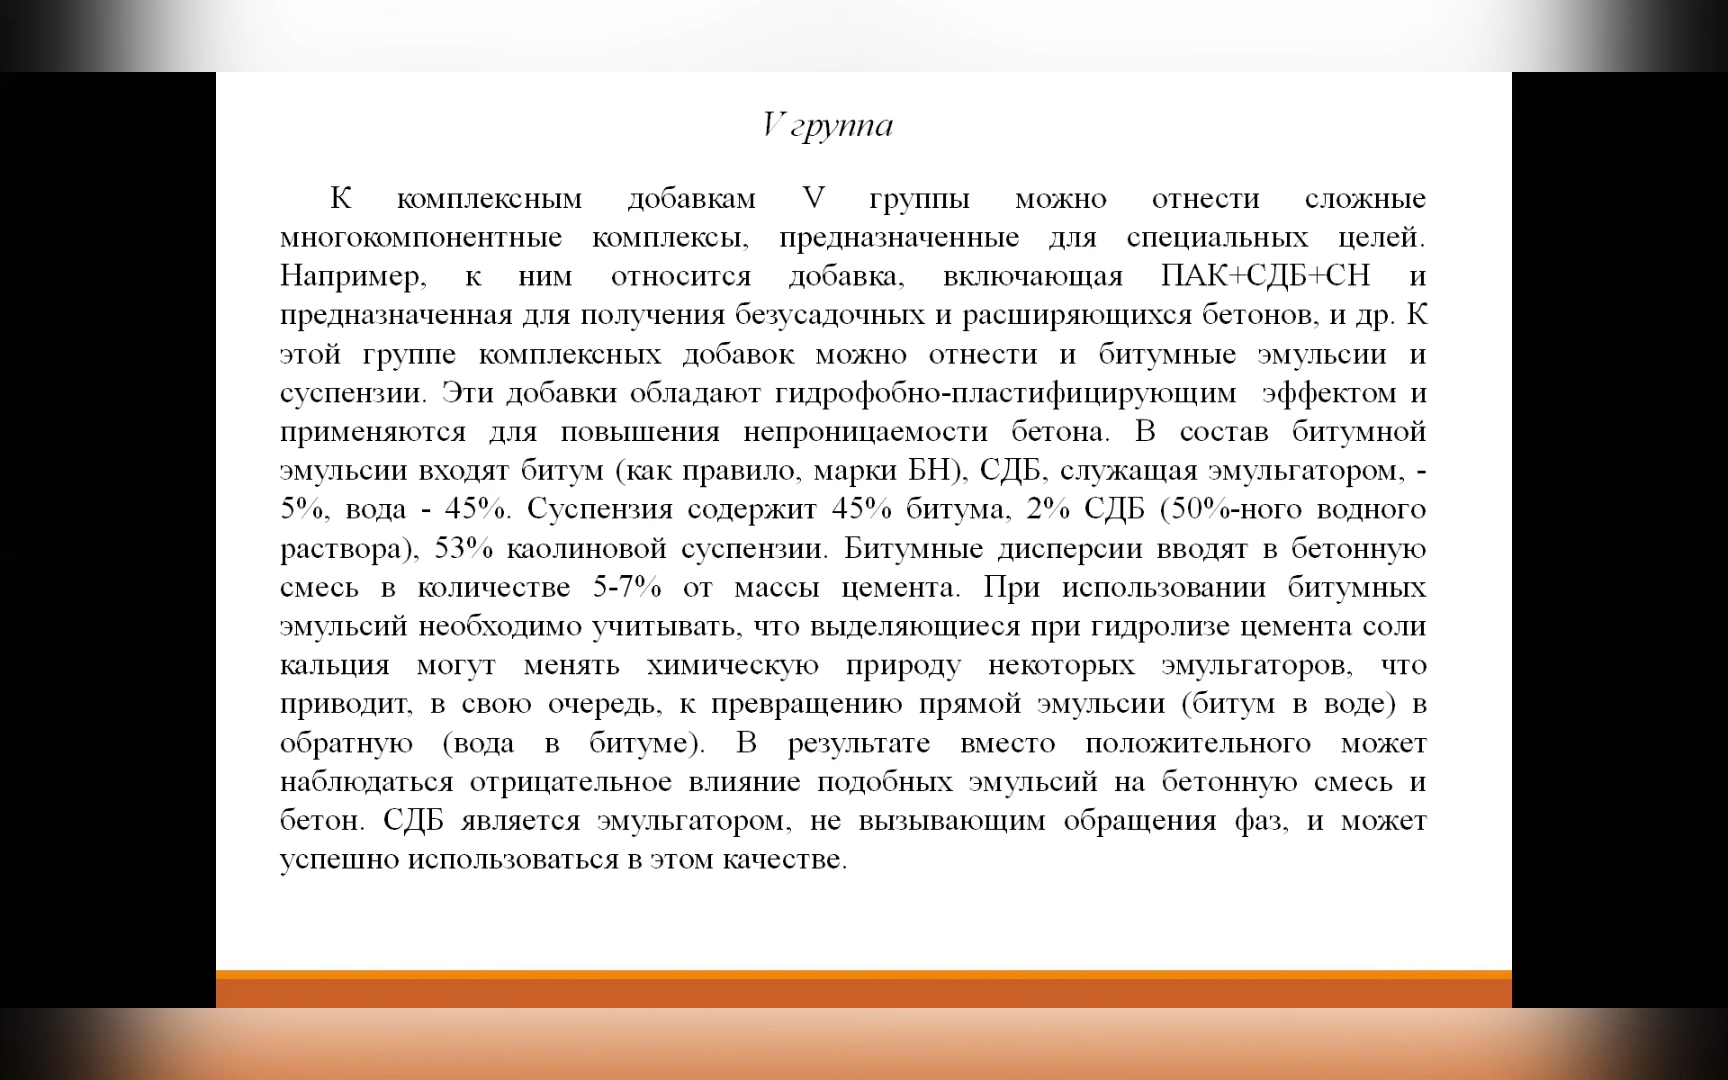 V группа
К комплексным добавкам V группы можно отнести сложные
многокомпонентные комплексы, предназначенные для специальных целей.
Например, к ним относится добавка, включающая ПАК+СДБ+СН и
предназначенная для получения безусадочных и расширяющихся бетонов, и др. К
этой группе комплексных добавок можно отнести и битумные эмульсии и
суспензии. Эти добавки обладают гидрофобно-пластифицирующим эффектом и
применяются для повышения непроницаемости бетона. В состав битумной
эмульсии входят битум (как правило, марки БН), СДБ, служащая эмульгатором, -
5%, вода - 45%. Суспензия содержит 45% битума, 2% СДБ (50%-ного водного
раствора), 53% каолиновой суспензии. Битумные дисперсии вводят в бетонную
смесь в количестве 5-7% от массы цемента. При использовании битумных
эмульсий необходимо учитывать, что выделяющиеся при гидролизе цемента соли
кальция могут менять химическую природу некоторых эмульгаторов, что
приводит, в свою очередь, к превращению прямой эмульсии (битум в воде) в
обратную (вода в битуме). В результате вместо положительного может
наблюдаться отрицательное влияние подобных эмульсий на бетонную смесь и
бетон. СДБ является эмульгатором, не вызывающим обращения фаз, и может
успешно использоваться в этом качестве.